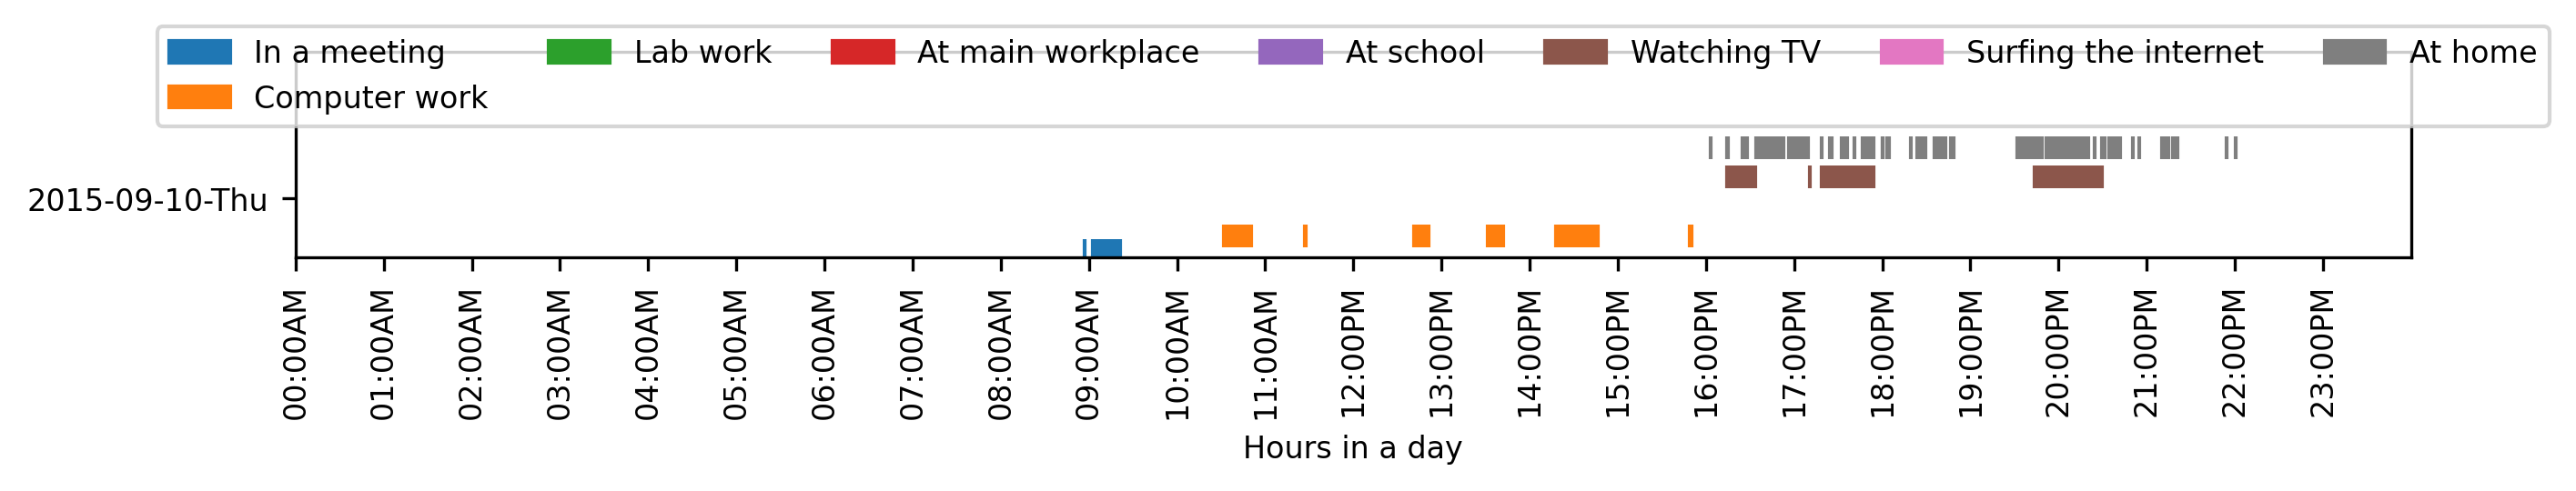 In a meeting Lab work At main workplace At school Watching TV Surfing the internet At home
Computer work
2015-09-10-Thu
00:00AM 01:00AM 02:00AM 03:00AM 04:00AM 05:00AM 06:00AM 07:00AM 08:00AM 09:00AM 10:00AM 11:00AM 12:00PM 13:00PM 14:00PM 15:00PM 16:00PM 17:00PM 18:00PM 19:00PM 20:00PM 21:00PM 22:00PM 23:00PM
Hours in a day